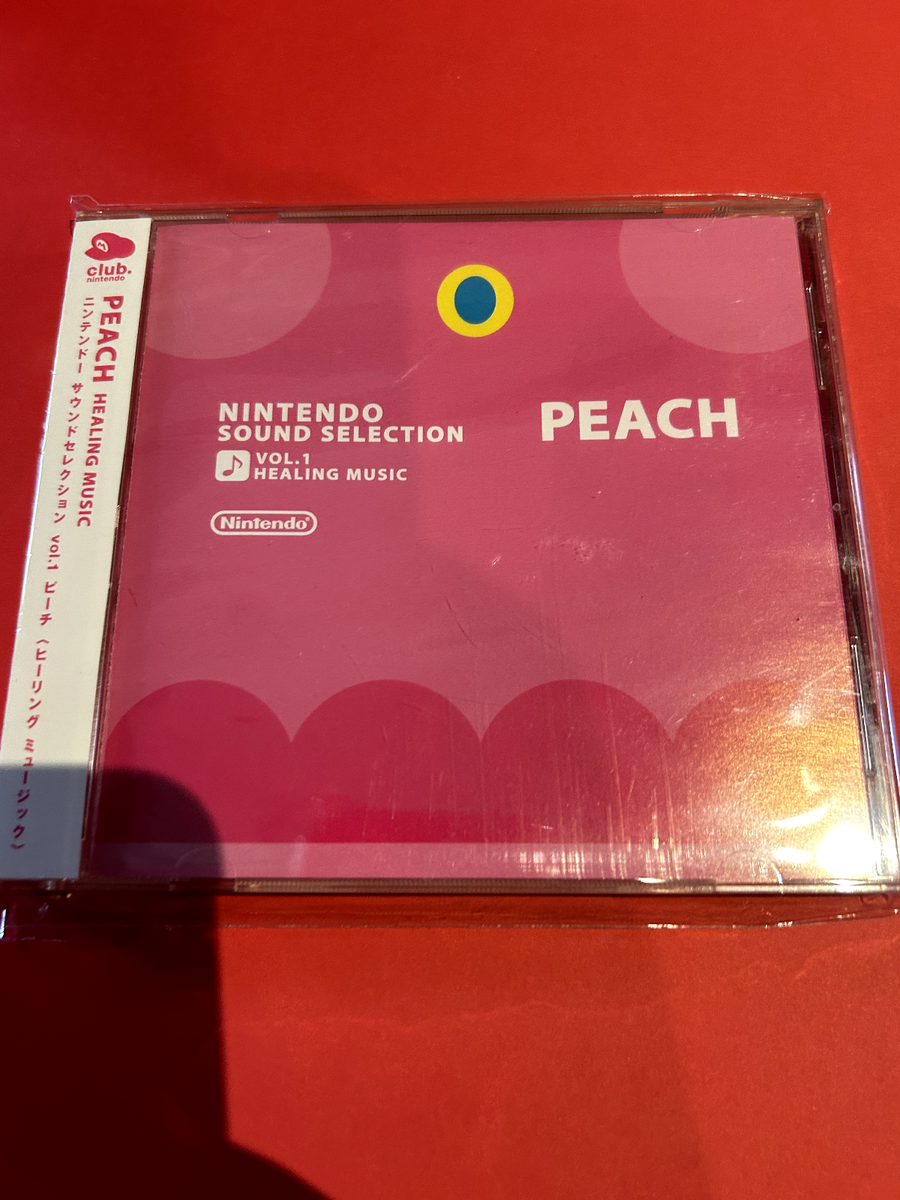 club.
nintendo
PEACH HEALING MUSIC
ニンテンドー サウンドセレクション vol.1 ピーチ 〈ヒーリング ミュージック〉
NINTENDO
SOUND SELECTION
VOL.1
HEALING MUSIC
PEACH
Nintendo®